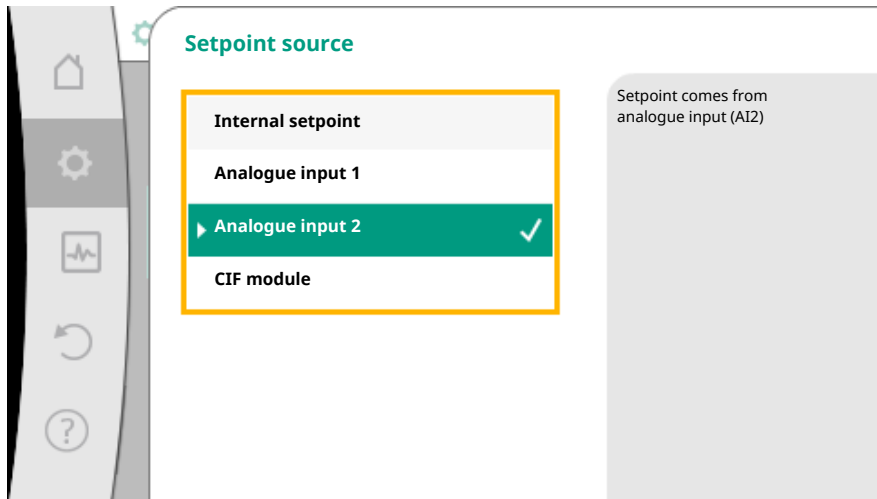 Setpoint source
Internal setpoint
Analogue input 1
Analogue input 2
CIF module
Setpoint comes from
analogue input (AI2)
?